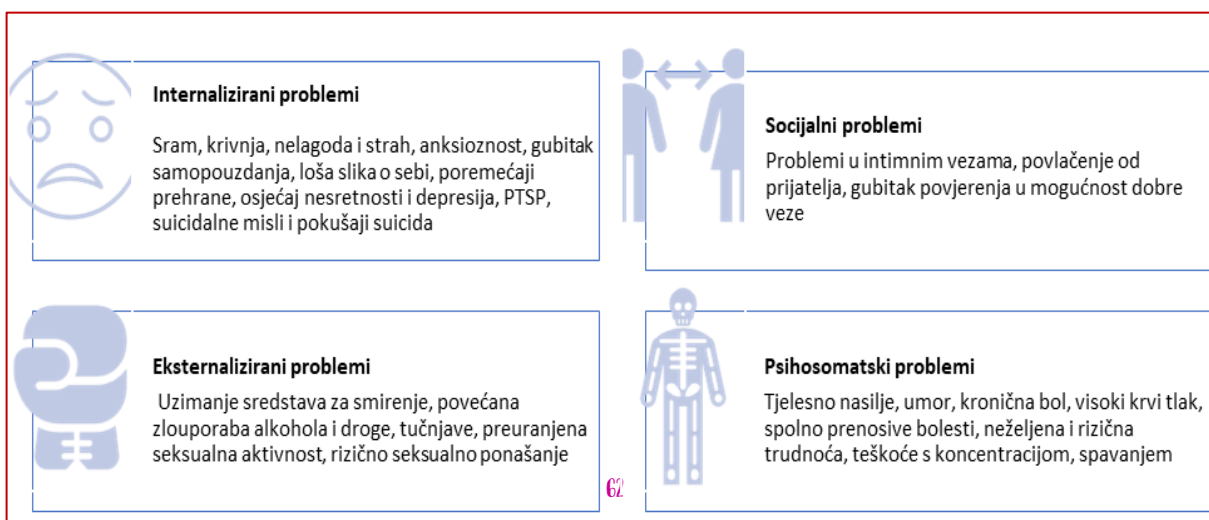 Internalizirani problemi
Sram, krivnja, nelagoda i strah, anksioznost, gubitak
samopouzdanja, loša slika o sebi, poremećaji
prehrane, osjećaj nesretnosti i depresija, PTSP,
suicidalne misli i pokušaji suicida
Socijalni problemi
Problemi u intimnim vezama, povlačenje od
prijatelja, gubitak povjerenja u mogućnost dobre
veze
Eksternalizirani problemi
Uzimanje sredstava za smirenje, povećana
zlouporaba alkohola i droge, tučnjave, preuranjena
seksualna aktivnost, rizično seksualno ponašanje
Psihosomatski problemi
Tjelesno nasilje, umor, kronična bol, visoki krvi tlak,
spolno prenosive bolesti, neželjena i rizična
trudnoća, teškoće s koncentracijom, spavanjem
62